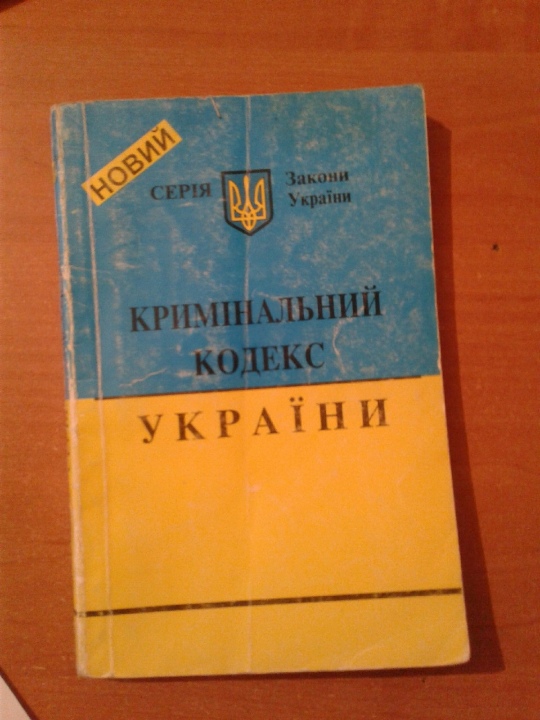 НОВИЙ
СЕРІЯ
Закони
України
КРИМІНАЛЬНИЙ
КОДЕКС
УКРАЇНИ